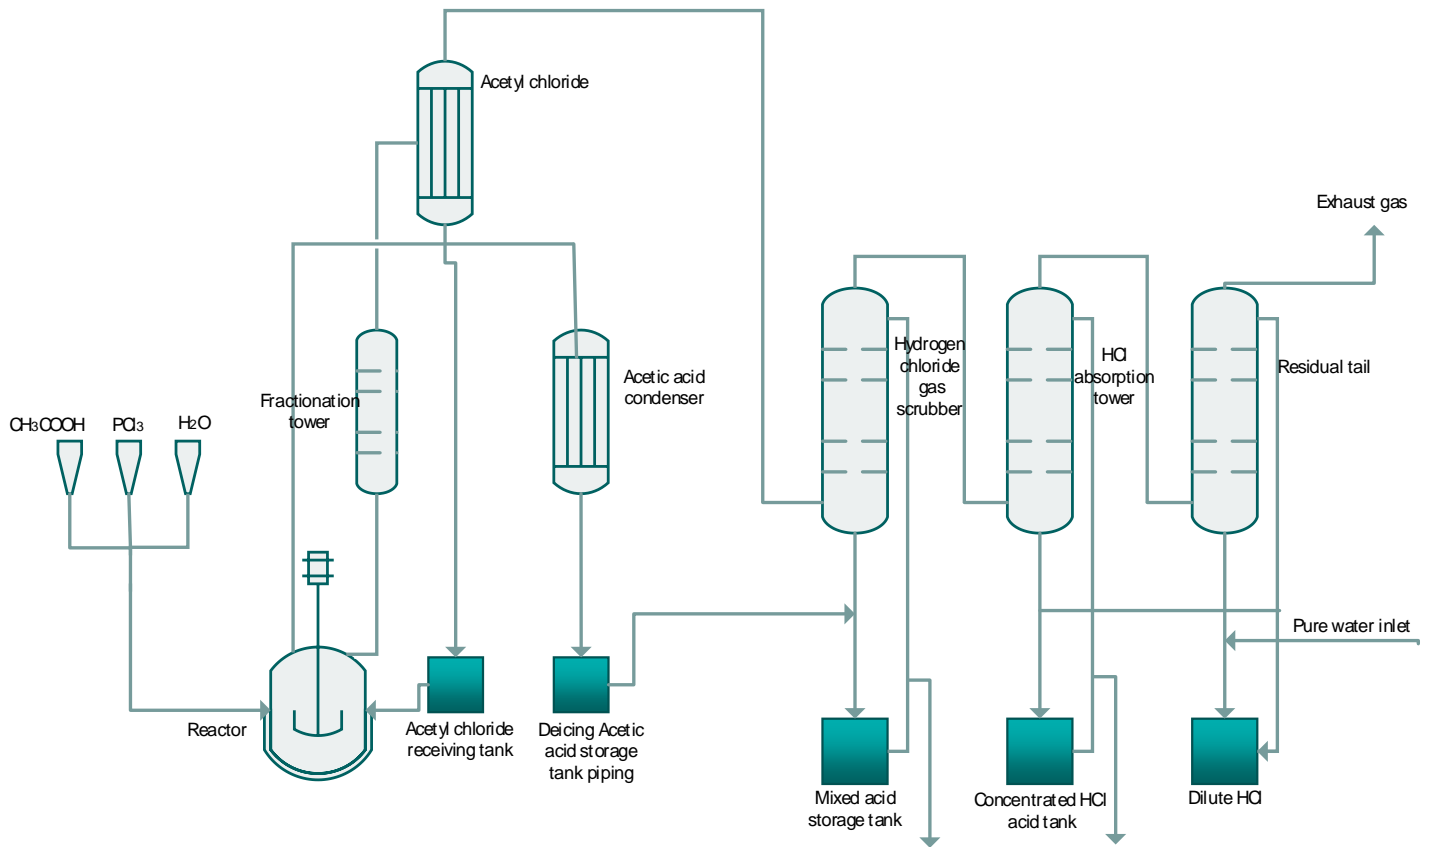 Acetyl chloride
Exhaust gas
Hydrogen
chloride
gas
scrubber
HCl
absorption
tower
Residual tail
Acetic acid
condenser
Fractionation
tower
CH3COOH
PCl3
H2O
Pure water inlet
Reactor
Acetyl chloride
receiving tank
Deicing Acetic
acid storage
tank piping
Mixed acid
storage tank
Concentrated HCl
acid tank
Dilute HCl